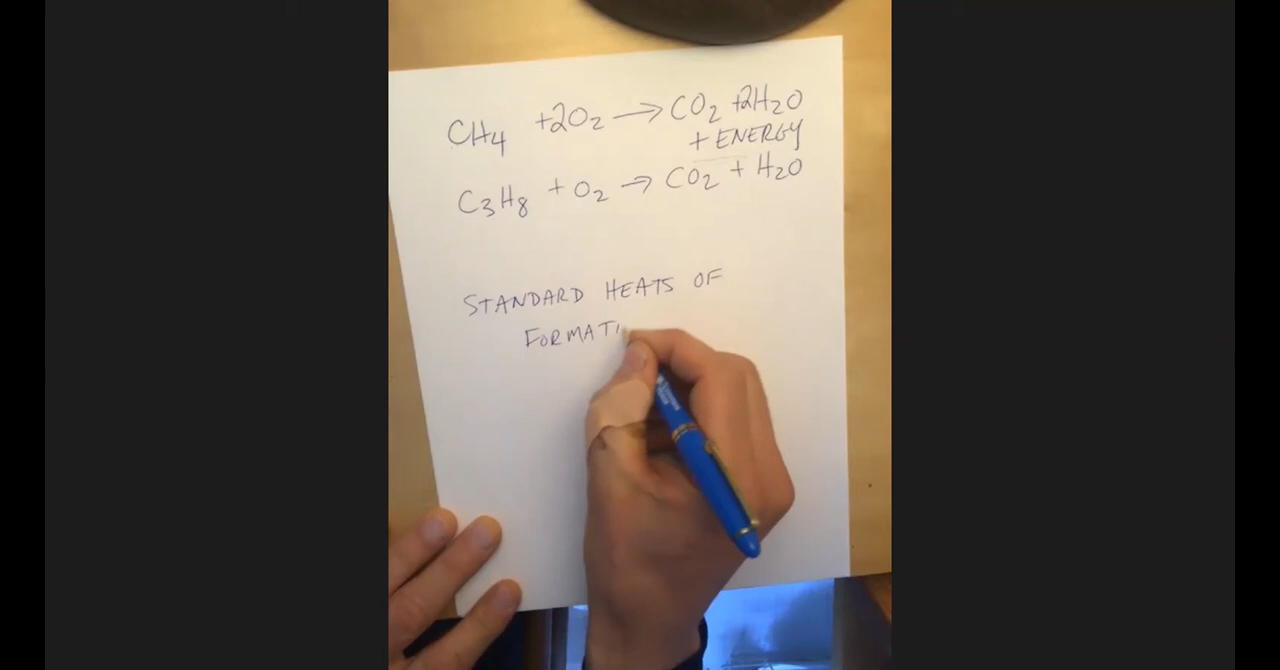 CH4 +2O2 → CO2 +2H2O
+ ENERGY
C3H8 + O2 → CO2 + H2O
STANDARD HEATS OF
FORMATI